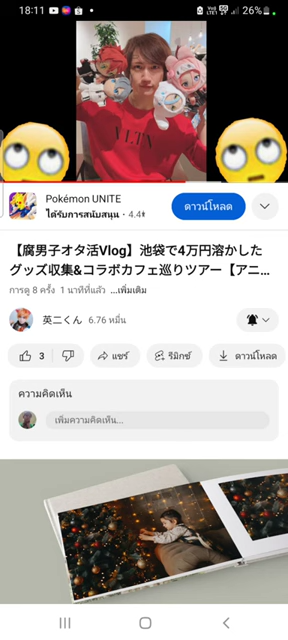 18:11
Vo) 5G
LTE1
26%
VLTN
Pokémon UNITE
ได้รับการสนับสนุน · 4.4
ดาวน์โหลด
【腐男子オタ活Vlog】池袋で4万円溶かした
グッズ収集&コラボカフェ巡りツアー【アニ...
การดู 8 ครั้ง 1 นาทีที่แล้ว ...เพิ่มเติม
英二くん 6.76 หมื่น
3 แชร์ รีมิกซ์ ดาวน์โหลด
ความคิดเห็น
เพิ่มความคิดเห็น...